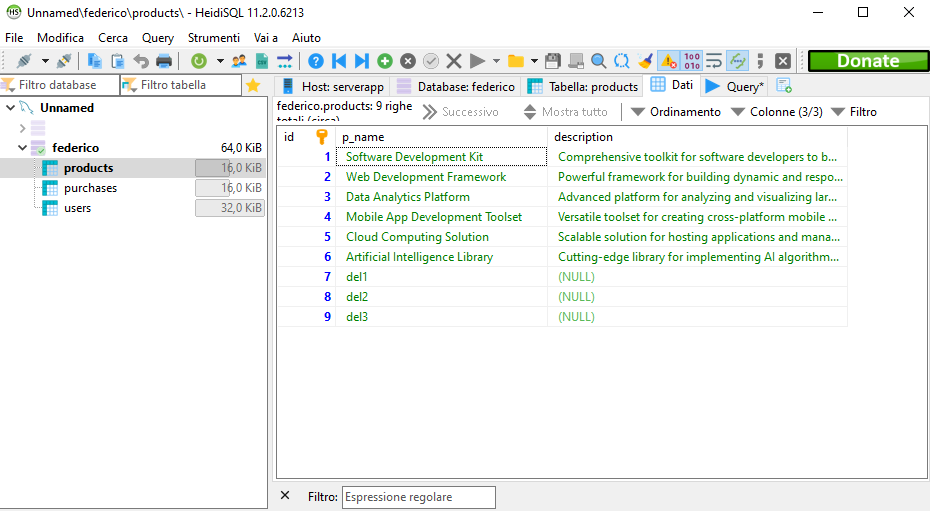 Unnamed\federico\products\ - HeidiSQL 11.2.0.6213
File Modifica Cerca Query Strumenti Vai a Aiuto
Donate
Filtro database Filtro tabella
Host: serverapp Database: federico Tabella: products Dati Query*
Unnamed
federico 64,0 KiB
products 16,0 KiB
purchases 16,0 KiB
users 32,0 KiB
federico.products: 9 righe
totali (circa)
Successivo Mostra tutto Ordinamento Colonne (3/3) Filtro
id p_name description
1 Software Development Kit Comprehensive toolkit for software developers to b...
2 Web Development Framework Powerful framework for building dynamic and respo...
3 Data Analytics Platform Advanced platform for analyzing and visualizing lar...
4 Mobile App Development Toolset Versatile toolset for creating cross-platform mobile ...
5 Cloud Computing Solution Scalable solution for hosting applications and mana...
6 Artificial Intelligence Library Cutting-edge library for implementing AI algorithm...
7 del1 (NULL)
8 del2 (NULL)
9 del3 (NULL)
Filtro: Espressione regolare